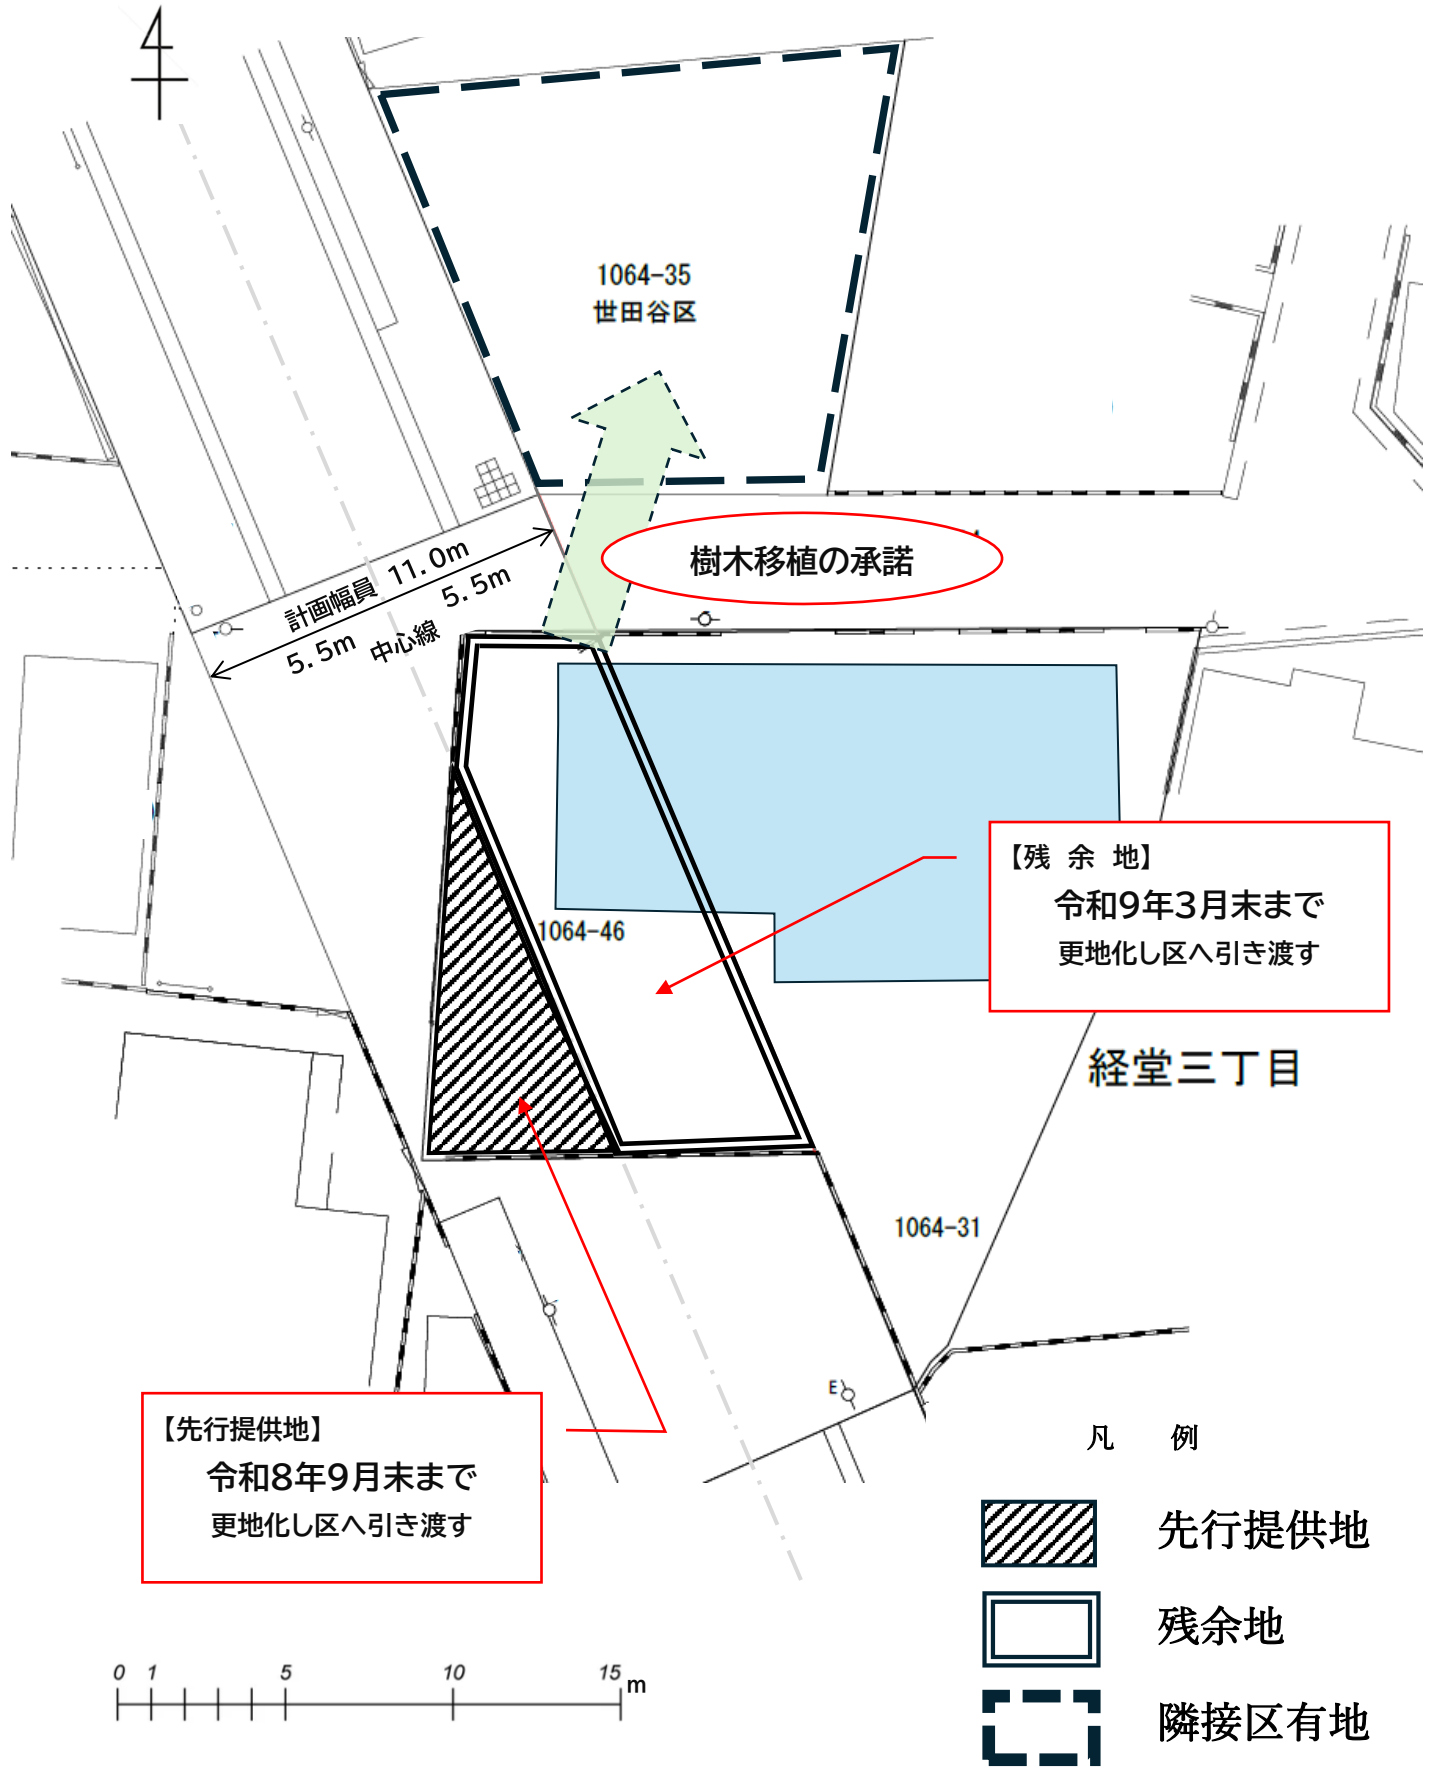 1064-35
世田谷区
樹木移植の承諾
計画幅員 11.0m
5.5m 中心線 5.5m
【残 余 地】
令和9年3月末まで
更地化し区へ引き渡す
1064-46
経堂三丁目
1064-31
E
【先行提供地】
令和8年9月末まで
更地化し区へ引き渡す
凡 例
先行提供地
残余地
隣接区有地
0 1 5 10 15 m